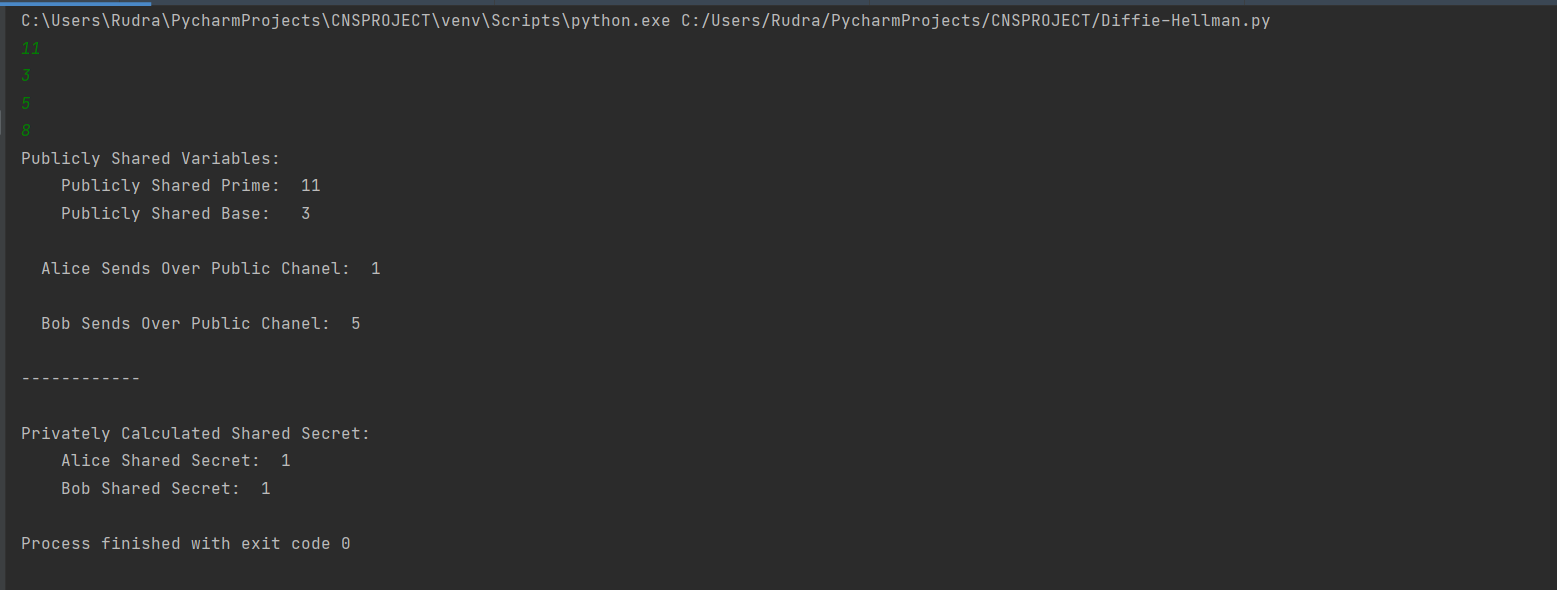 C:\Users\Rudra\PycharmProjects\CNSPROJECT\venv\Scripts\python.exe C:/Users/Rudra/PycharmProjects/CNSPROJECT/Diffie-Hellman.py
11
3
5
8
Publicly Shared Variables:
    Publicly Shared Prime:  11
    Publicly Shared Base:   3

  Alice Sends Over Public Chanel:  1

  Bob Sends Over Public Chanel:  5

------------

Privately Calculated Shared Secret:
    Alice Shared Secret:  1
    Bob Shared Secret:  1

Process finished with exit code 0